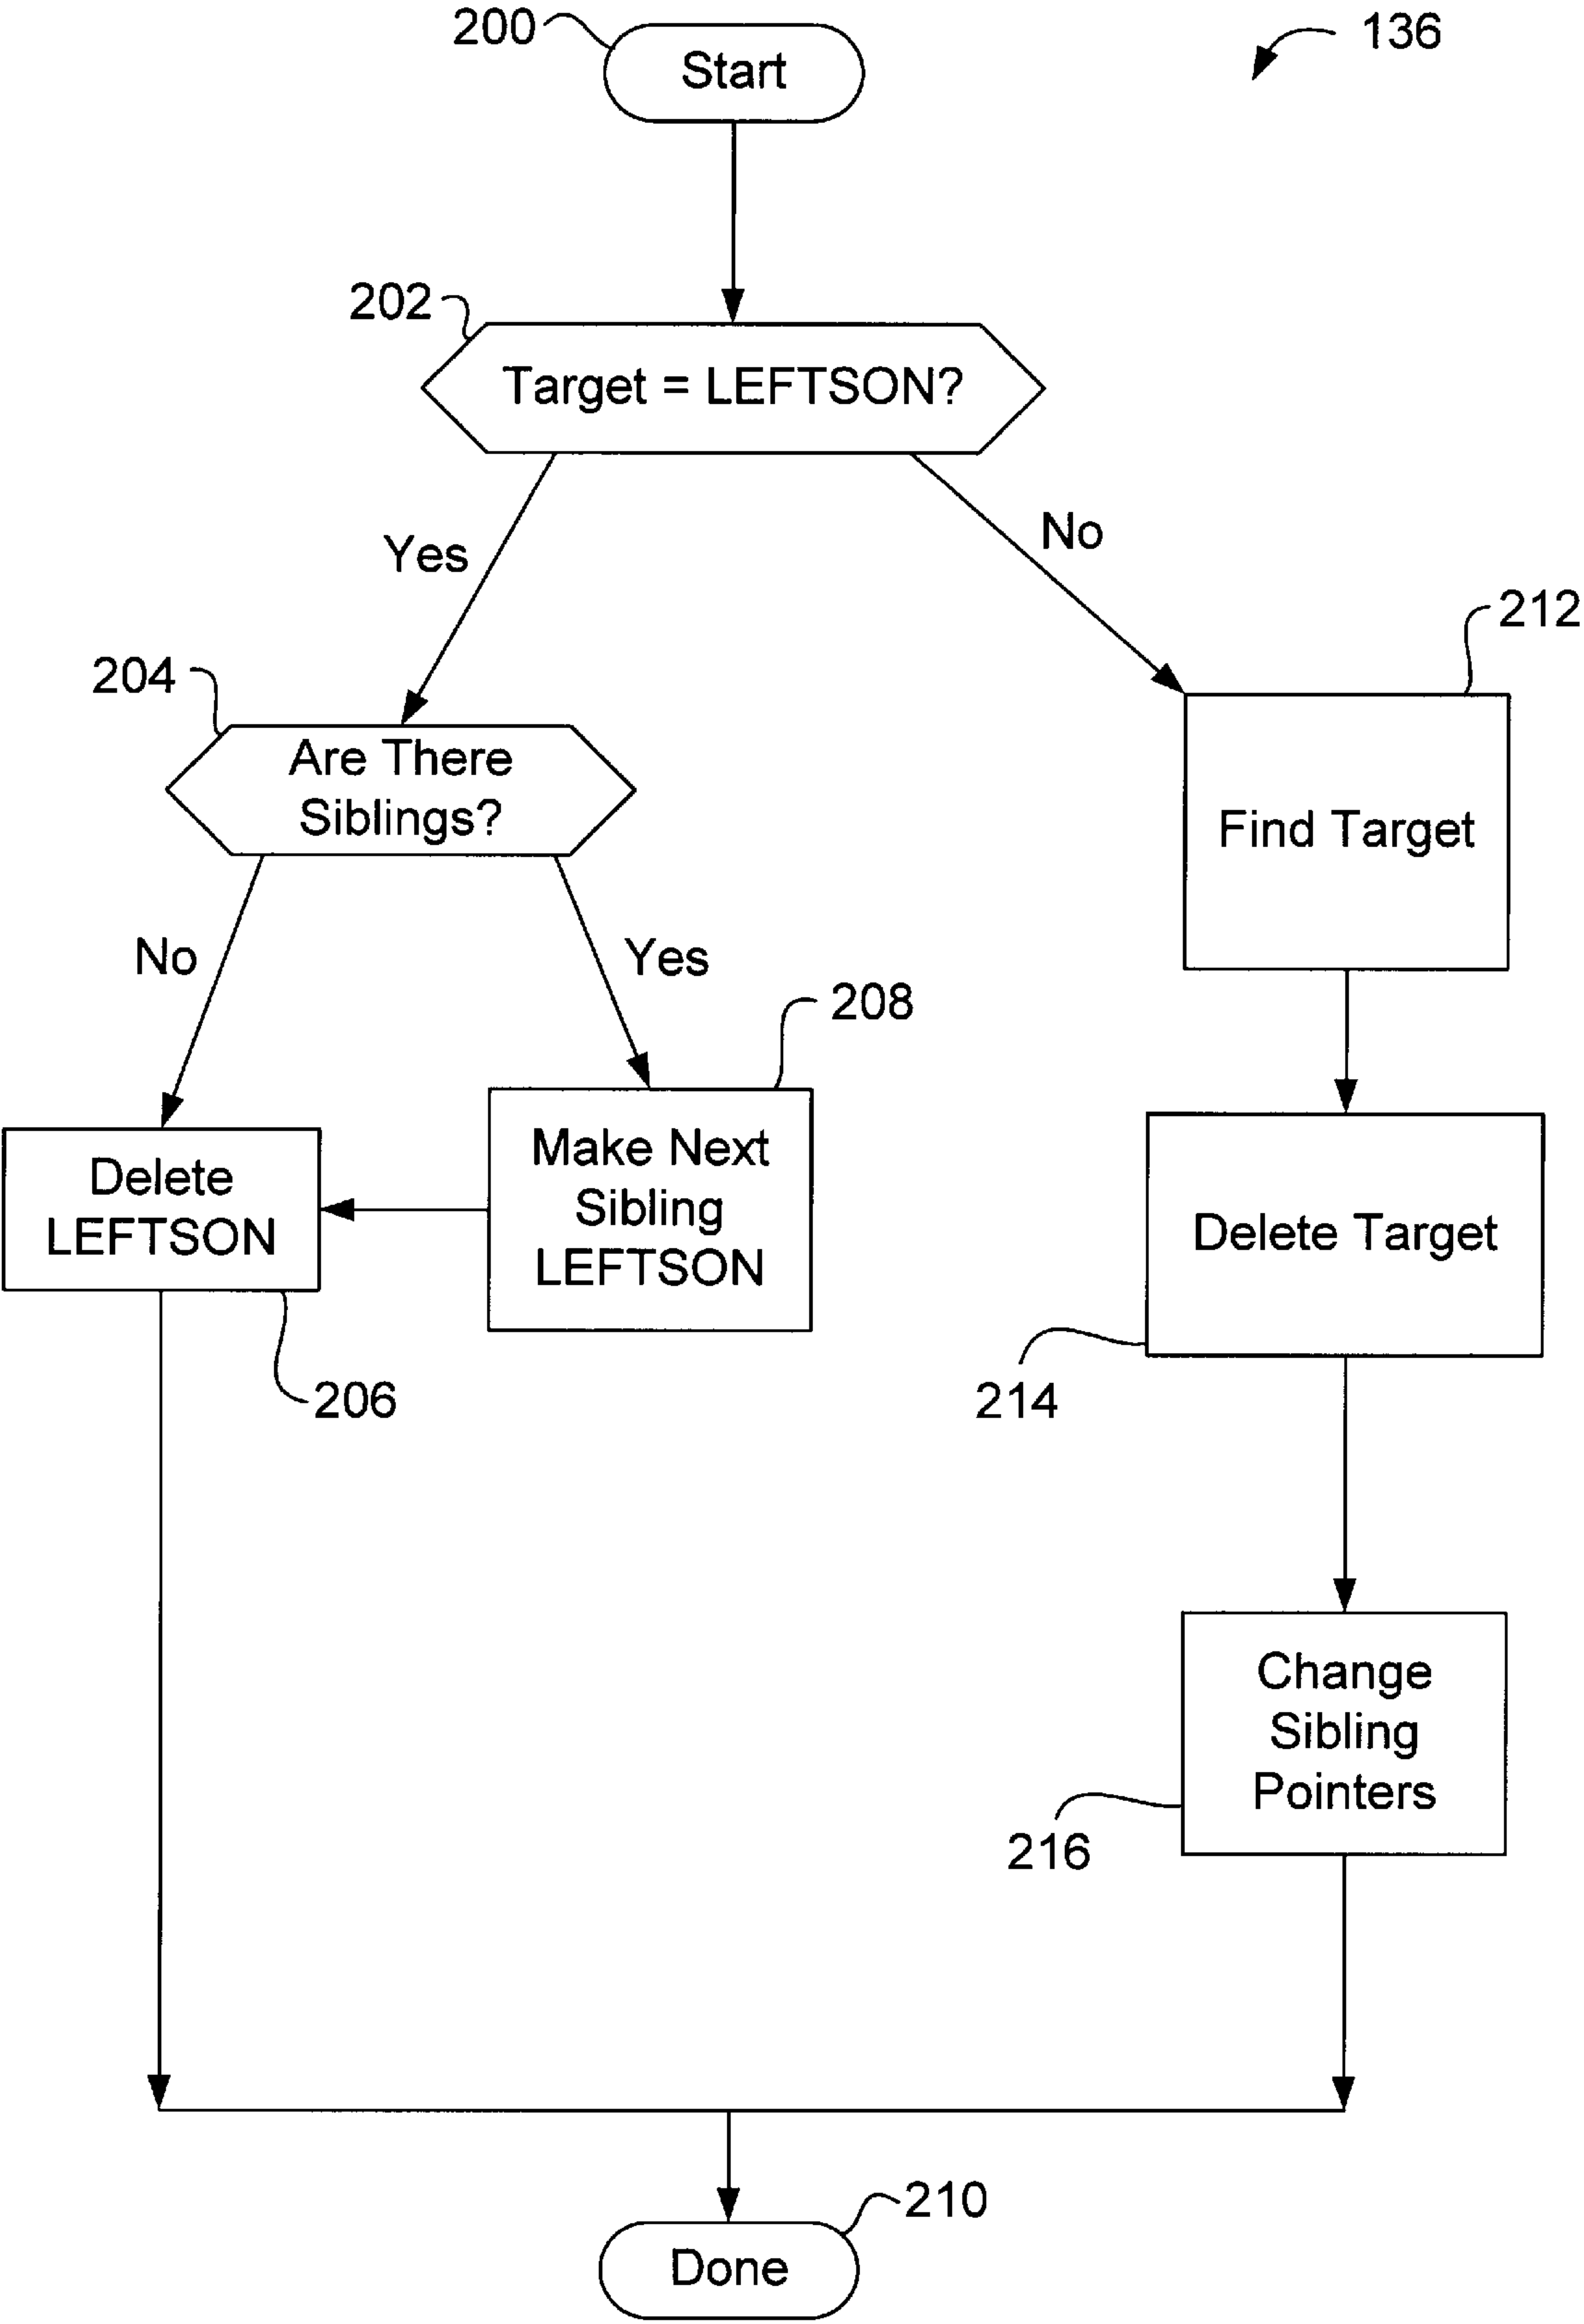 200
Start
136
202
Target = LEFTSON?
Yes
No
212
204
Are There
Siblings?
Find Target
No
Yes
208
Make Next
Sibling
LEFTSON
Delete
LEFTSON
206
Delete Target
214
Change
Sibling
Pointers
216
210
Done